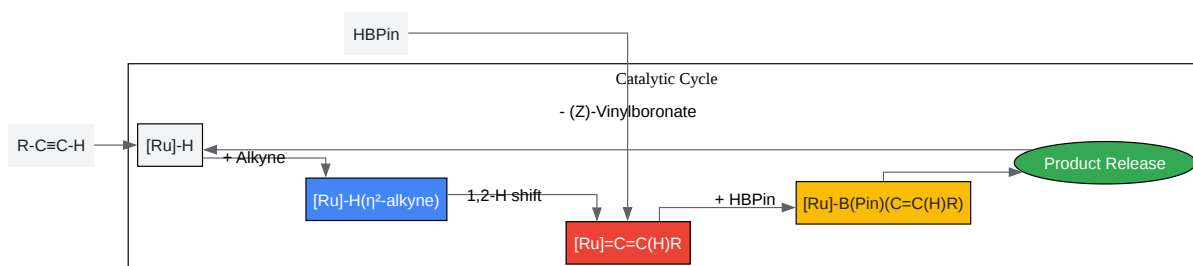 HBPin
Catalytic Cycle
- (Z)-Vinylboronate
R-C≡C-H
[Ru]-H
+ Alkyne
Product Release
[Ru]-H(η²-alkyne)
1,2-H shift
+ HBPin
[Ru]-B(Pin)(C=C(H)R)
[Ru]=C=C(H)R